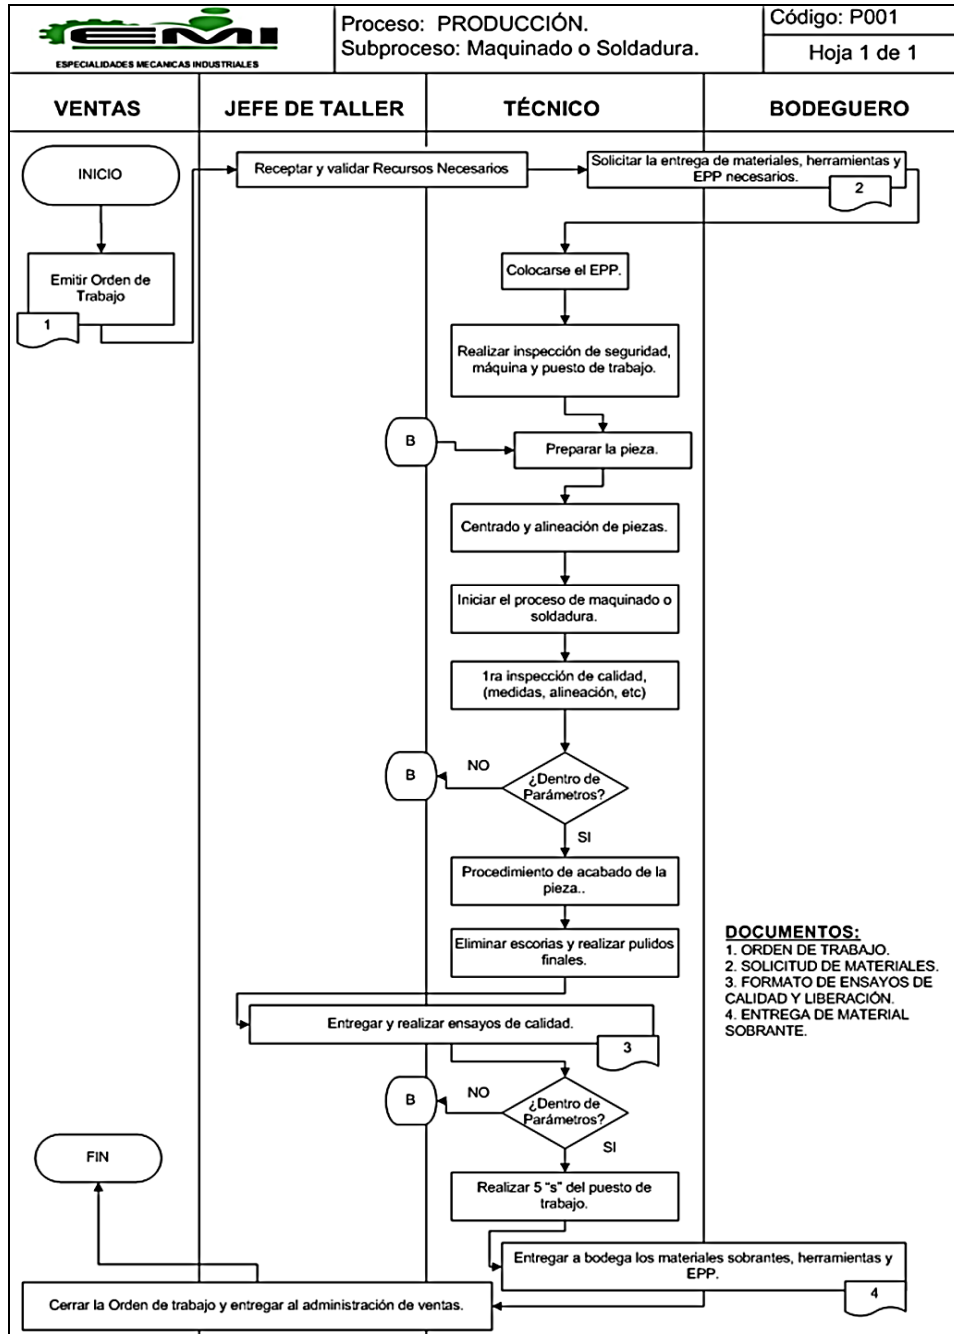 EMI
ESPECIALIDADES MECANICAS INDUSTRIALES
Proceso: PRODUCCIÓN.
Subproceso: Maquinado o Soldadura.
Código: P001
Hoja 1 de 1
VENTAS
JEFE DE TALLER
TÉCNICO
BODEGUERO
INICIO
Receptar y validar Recursos Necesarios
Solicitar la entrega de materiales, herramientas y
EPP necesarios.
2
Emitir Orden de
Trabajo
1
Colocarse el EPP.
Realizar inspección de seguridad,
máquina y puesto de trabajo.
B
Preparar la pieza.
Centrado y alineación de piezas.
Iniciar el proceso de maquinado o
soldadura.
1ra inspección de calidad,
(medidas, alineación, etc)
B
NO
¿Dentro de
Parámetros?
SI
Procedimiento de acabado de la
pieza..
Eliminar escorias y realizar pulidos
finales.
DOCUMENTOS:
1. ORDEN DE TRABAJO.
2. SOLICITUD DE MATERIALES.
3. FORMATO DE ENSAYOS DE
CALIDAD Y LIBERACIÓN.
4. ENTREGA DE MATERIAL
SOBRANTE.
Entregar y realizar ensayos de calidad.
3
B
NO
¿Dentro de
Parámetros?
SI
FIN
Realizar 5 “s” del puesto de
trabajo.
Entregar a bodega los materiales sobrantes, herramientas y
EPP.
4
Cerrar la Orden de trabajo y entregar al administración de ventas.